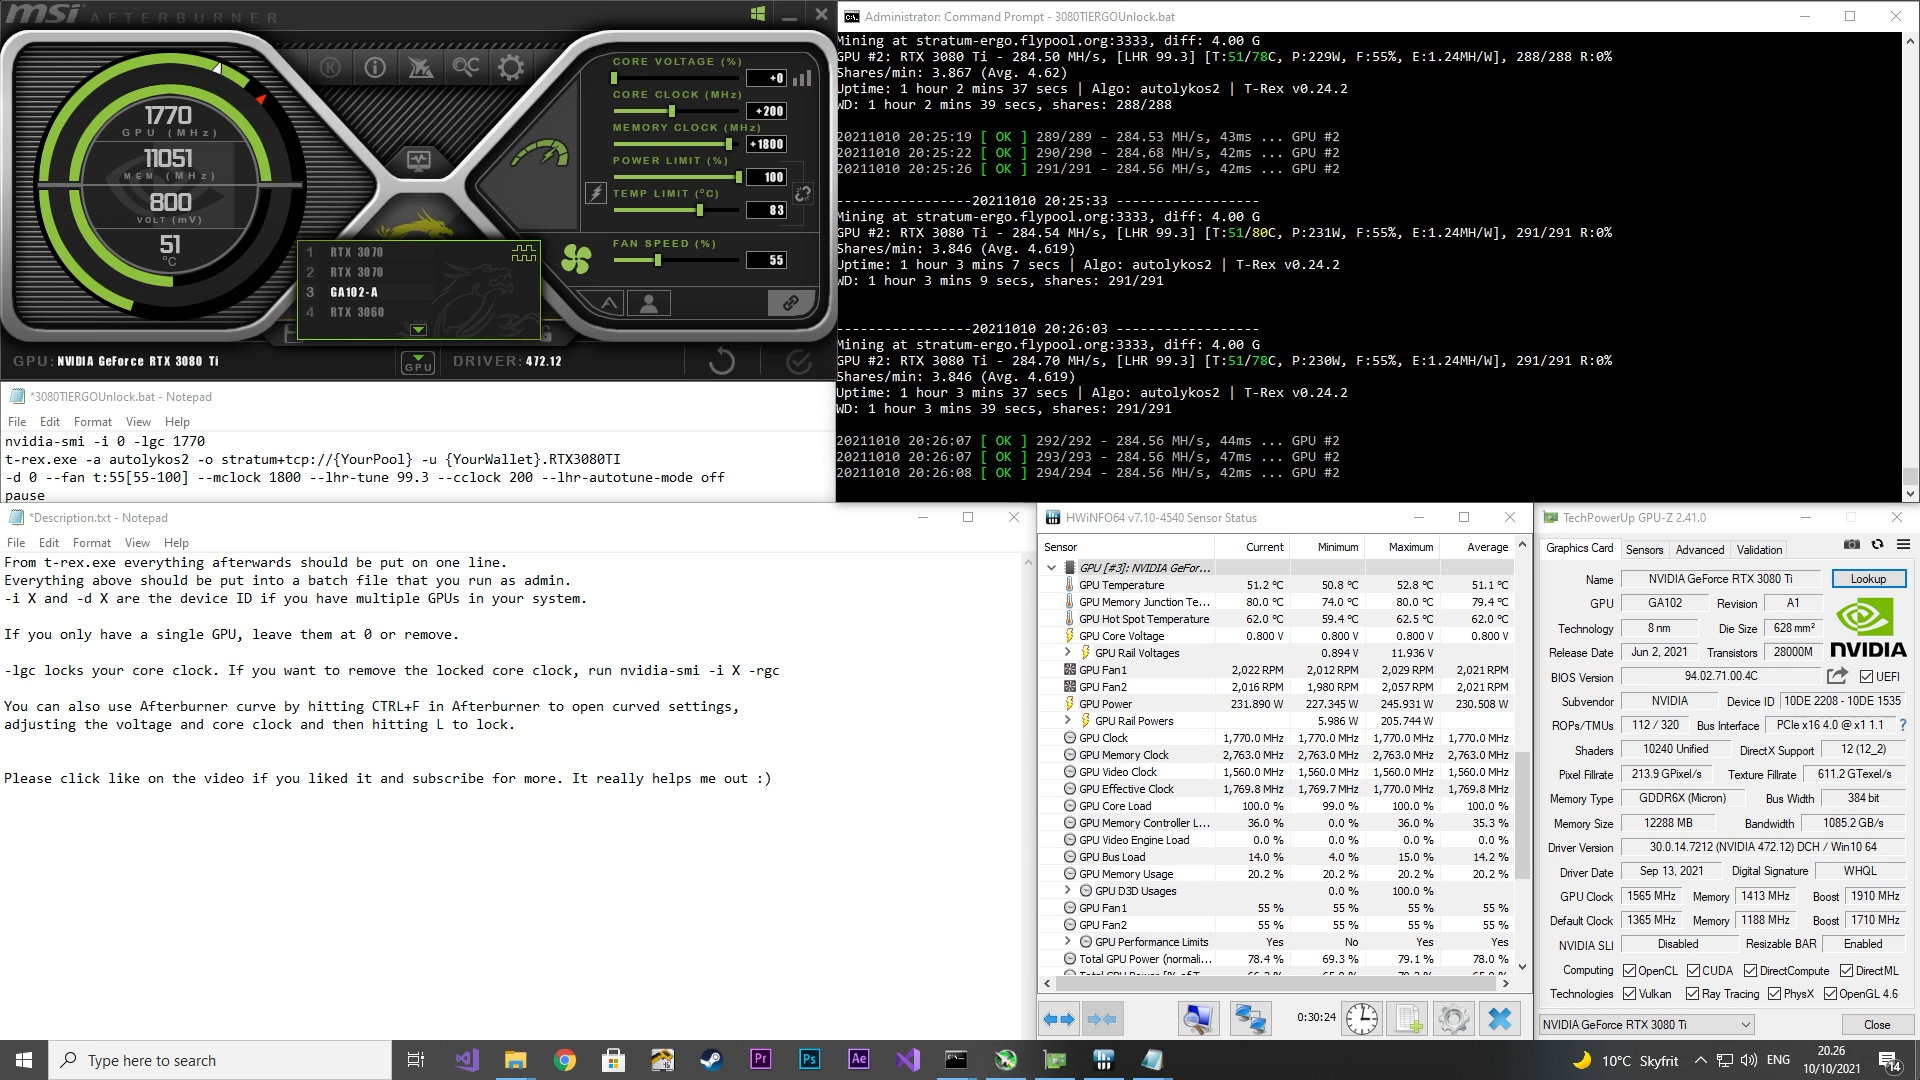 msi AFTERBURNER
1770
GPU (MHz)
11051
MEM (MHz)
800
VOLT (mV)
51
°C
CORE VOLTAGE (%)
+0
CORE CLOCK (MHz)
+200
MEMORY CLOCK (MHz)
+1800
POWER LIMIT (%)
100
TEMP LIMIT (°C)
83
FAN SPEED (%)
55
1 RTX 3070
2 RTX 3070
3 GA102-A
4 RTX 3060
GPU: NVIDIA GeForce RTX 3080 Ti
GPU
DRIVER: 472.12
Administrator: Command Prompt - 3080TIERGOUnlock.bat
Mining at stratum-ergo.flypool.org:3333, diff: 4.00 G
GPU #2: RTX 3080 Ti - 284.50 MH/s, [LHR 99.3] [T:51/78C, P:229W, F:55%, E:1.24MH/W], 288/288 R:0%
Shares/min: 3.867 (Avg. 4.62)
Uptime: 1 hour 2 mins 37 secs | Algo: autolykos2 | T-Rex v0.24.2
WD: 1 hour 2 mins 39 secs, shares: 288/288
20211010 20:25:19 [ OK ] 289/289 - 284.53 MH/s, 43ms ... GPU #2
20211010 20:25:22 [ OK ] 290/290 - 284.68 MH/s, 42ms ... GPU #2
20211010 20:25:26 [ OK ] 291/291 - 284.56 MH/s, 42ms ... GPU #2
-----------------20211010 20:25:33 ------------------
Mining at stratum-ergo.flypool.org:3333, diff: 4.00 G
GPU #2: RTX 3080 Ti - 284.54 MH/s, [LHR 99.3] [T:51/80C, P:231W, F:55%, E:1.24MH/W], 291/291 R:0%
Shares/min: 3.846 (Avg. 4.619)
Uptime: 1 hour 3 mins 7 secs | Algo: autolykos2 | T-Rex v0.24.2
WD: 1 hour 3 mins 9 secs, shares: 291/291
-----------------20211010 20:26:03 ------------------
Mining at stratum-ergo.flypool.org:3333, diff: 4.00 G
GPU #2: RTX 3080 Ti - 284.70 MH/s, [LHR 99.3] [T:51/78C, P:230W, F:55%, E:1.24MH/W], 291/291 R:0%
Shares/min: 3.846 (Avg. 4.619)
Uptime: 1 hour 3 mins 37 secs | Algo: autolykos2 | T-Rex v0.24.2
WD: 1 hour 3 mins 39 secs, shares: 291/291
20211010 20:26:07 [ OK ] 292/292 - 284.56 MH/s, 44ms ... GPU #2
20211010 20:26:07 [ OK ] 293/293 - 284.56 MH/s, 47ms ... GPU #2
20211010 20:26:08 [ OK ] 294/294 - 284.56 MH/s, 42ms ... GPU #2
*3080TIERGOUnlock.bat - Notepad
File Edit Format View Help
nvidia-smi -i 0 -lgc 1770
t-rex.exe -a autolykos2 -o stratum+tcp://{YourPool} -u {YourWallet}.RTX3080TI
-d 0 --fan t:55[55-100] --mclock 1800 --lhr-tune 99.3 --cclock 200 --lhr-autotune-mode off
pause
*Description.txt - Notepad
File Edit Format View Help
From t-rex.exe everything afterwards should be put on one line.
Everything above should be put into a batch file that you run as admin.
-i X and -d X are the device ID if you have multiple GPUs in your system.
If you only have a single GPU, leave them at 0 or remove.
-lgc locks your core clock. If you want to remove the locked core clock, run nvidia-smi -i X -rgc
You can also use Afterburner curve by hitting CTRL+F in Afterburner to open curved settings,
adjusting the voltage and core clock and then hitting L to lock.
Please click like on the video if you liked it and subscribe for more. It really helps me out :)
HWiNFO64 v7.10-4540 Sensor Status
Sensor Current Minimum Maximum Average
GPU [#3]: NVIDIA GeFor...
GPU Temperature 51.2 °C 50.8 °C 52.8 °C 51.1 °C
GPU Memory Junction Te... 80.0 °C 74.0 °C 80.0 °C 79.4 °C
GPU Hot Spot Temperature 62.0 °C 59.4 °C 62.5 °C 62.0 °C
GPU Core Voltage 0.800 V 0.800 V 0.800 V 0.800 V
GPU Rail Voltages 0.894 V 11.936 V
GPU Fan1 2,022 RPM 2,012 RPM 2,029 RPM 2,021 RPM
GPU Fan2 2,016 RPM 1,980 RPM 2,057 RPM 2,021 RPM
GPU Power 231.890 W 227.345 W 245.931 W 230.508 W
GPU Rail Powers 5.986 W 205.744 W
GPU Clock 1,770.0 MHz 1,770.0 MHz 1,770.0 MHz 1,770.0 MHz
GPU Memory Clock 2,763.0 MHz 2,763.0 MHz 2,763.0 MHz 2,763.0 MHz
GPU Video Clock 1,560.0 MHz 1,560.0 MHz 1,560.0 MHz 1,560.0 MHz
GPU Effective Clock 1,769.8 MHz 1,769.7 MHz 1,770.0 MHz 1,769.8 MHz
GPU Core Load 100.0 % 99.0 % 100.0 % 100.0 %
GPU Memory Controller L... 36.0 % 0.0 % 36.0 % 35.3 %
GPU Video Engine Load 0.0 % 0.0 % 0.0 % 0.0 %
GPU Bus Load 14.0 % 4.0 % 15.0 % 14.2 %
GPU Memory Usage 20.2 % 20.2 % 20.2 % 20.2 %
GPU D3D Usages 0.0 % 100.0 %
GPU Fan1 55 % 55 % 55 % 55 %
GPU Fan2 55 % 55 % 55 % 55 %
GPU Performance Limits Yes No Yes Yes
Total GPU Power (normali... 78.4 % 69.3 % 79.1 % 78.0 %
0:30:24
TechPowerUp GPU-Z 2.41.0
Graphics Card Sensors Advanced Validation
Name NVIDIA GeForce RTX 3080 Ti Lookup
GPU GA102 Revision A1
Technology 8 nm Die Size 628 mm²
Release Date Jun 2, 2021 Transistors 28000M
NVIDIA
BIOS Version 94.02.71.00.4C UEFI
Subvendor NVIDIA Device ID 10DE 2208 - 10DE 1535
ROPs/TMUs 112 / 320 Bus Interface PCIe x16 4.0 @ x1 1.1 ?
Shaders 10240 Unified DirectX Support 12 (12_2)
Pixel Fillrate 213.9 GPixel/s Texture Fillrate 611.2 GTexel/s
Memory Type GDDR6X (Micron) Bus Width 384 bit
Memory Size 12288 MB Bandwidth 1085.2 GB/s
Driver Version 30.0.14.7212 (NVIDIA 472.12) DCH / Win10 64
Driver Date Sep 13, 2021 Digital Signature WHQL
GPU Clock 1565 MHz Memory 1413 MHz Boost 1910 MHz
Default Clock 1365 MHz Memory 1188 MHz Boost 1710 MHz
NVIDIA SLI Disabled Resizable BAR Enabled
Computing OpenCL CUDA DirectCompute DirectML
Technologies Vulkan Ray Tracing PhysX OpenGL 4.6
NVIDIA GeForce RTX 3080 Ti Close
Type here to search
Pr Ps Ae
10°C Skyfrit
ENG
20.26
10/10/2021
14